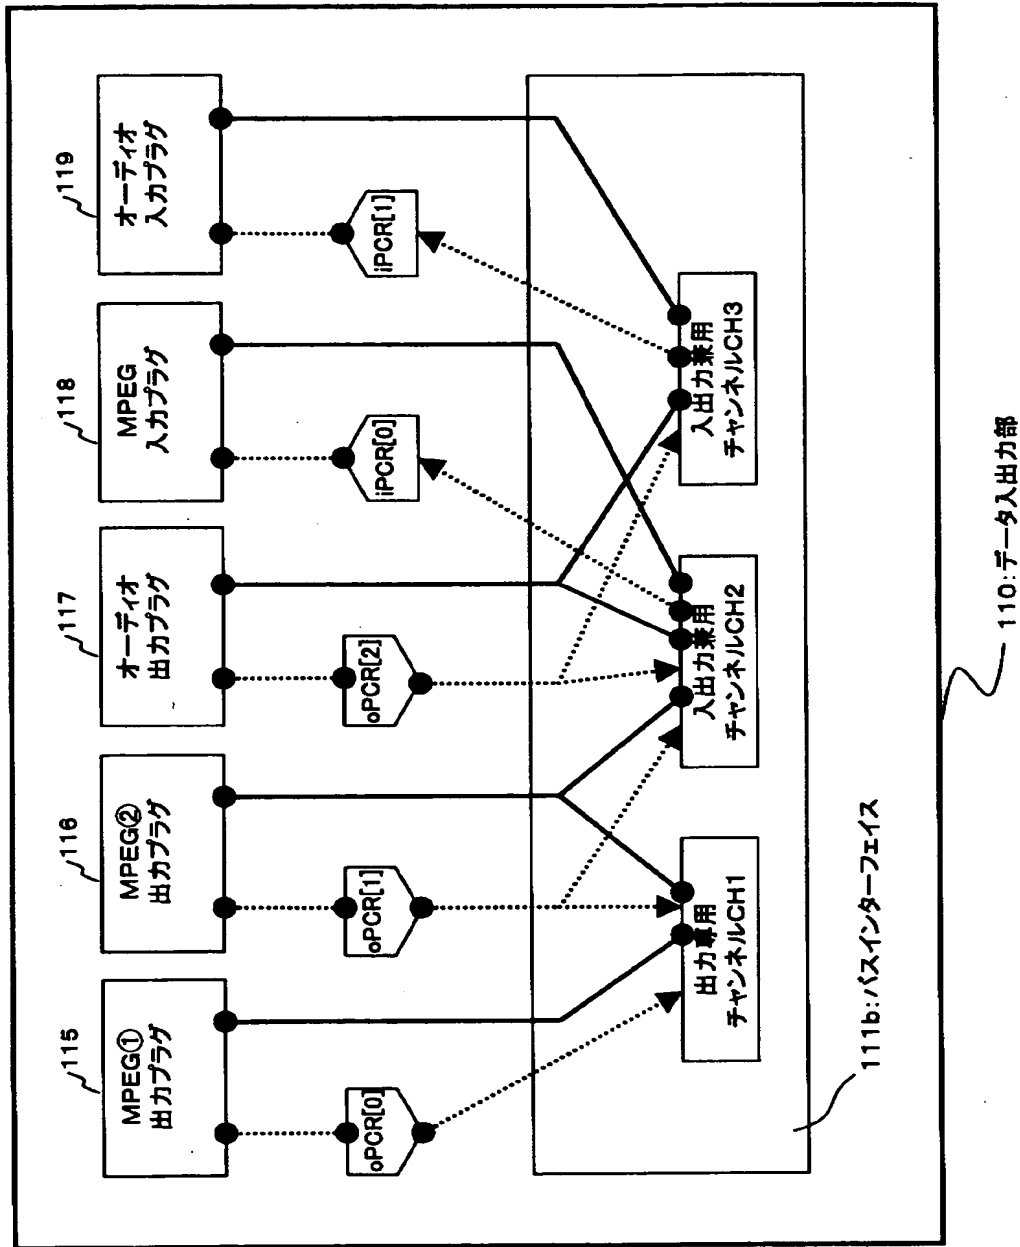 115
MPEG①
出力プラグ
116
MPEG②
出力プラグ
117
オーディオ
出力プラグ
118
MPEG
入力プラグ
119
オーディオ
入力プラグ
oPCR[0]
oPCR[1]
oPCR[2]
iPCR[0]
iPCR[1]
出力専用
チャンネルCH1
入出力兼用
チャンネルCH2
入出力兼用
チャンネルCH3
111b:バスインターフェイス
110:データ入出力部